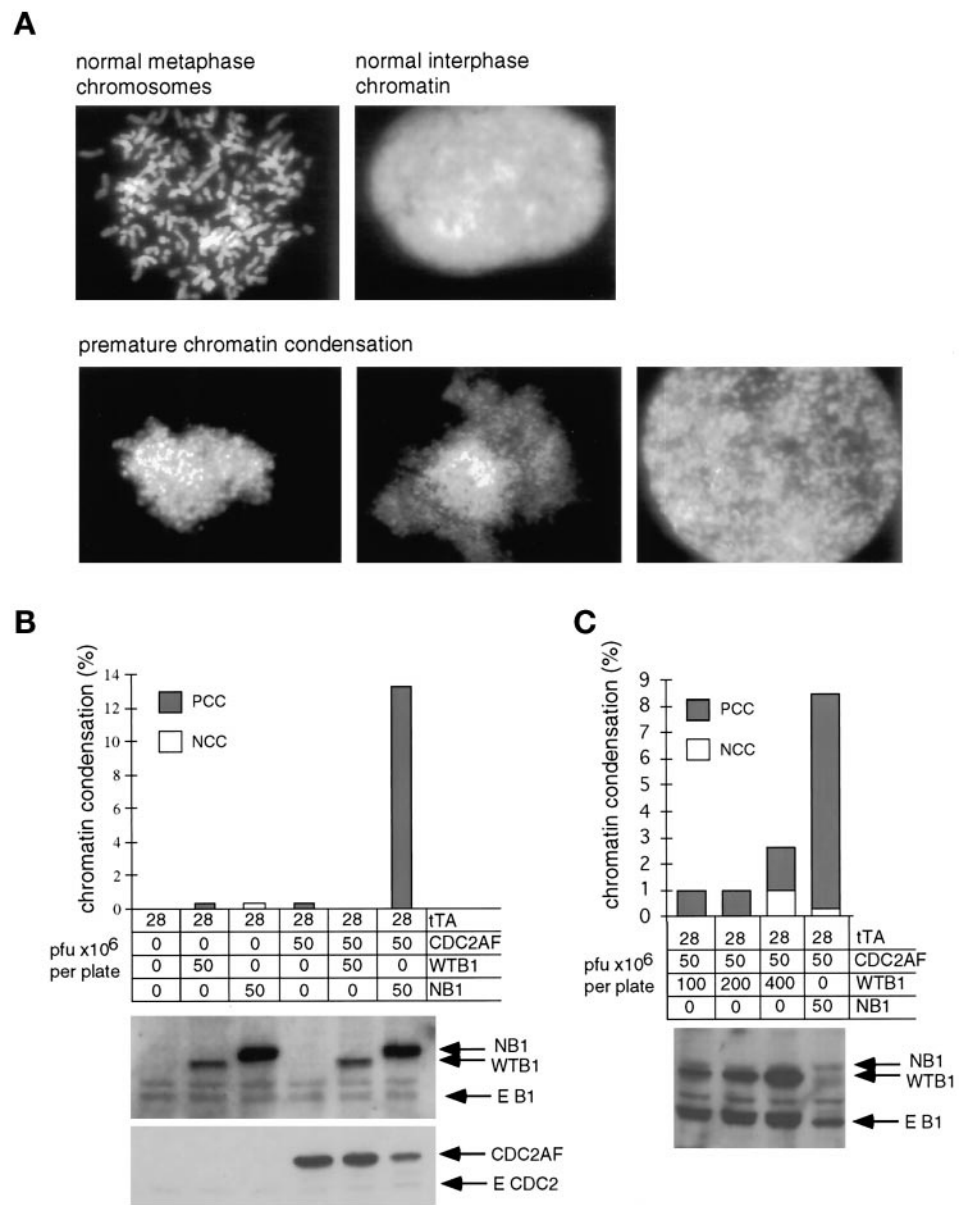 A
normal metaphase
chromosomes
normal interphase
chromatin
premature chromatin condensation
B
chromatin condensation (%)
14
12
10
8
6
4
2
0
PCC
NCC
28 28 28 28 28 28 tTA
0 0 0 50 50 50 CDC2AF
0 50 0 0 50 0 WTB1
0 0 50 0 0 50 NB1
pfu x10⁶
per plate
NB1
WTB1
E B1
CDC2AF
E CDC2
C
chromatin condensation (%)
9
8
7
6
5
4
3
2
1
0
PCC
NCC
28 28 28 28 tTA
50 50 50 50 CDC2AF
100 200 400 0 WTB1
0 0 0 50 NB1
pfu x10⁶
per plate
NB1
WTB1
E B1